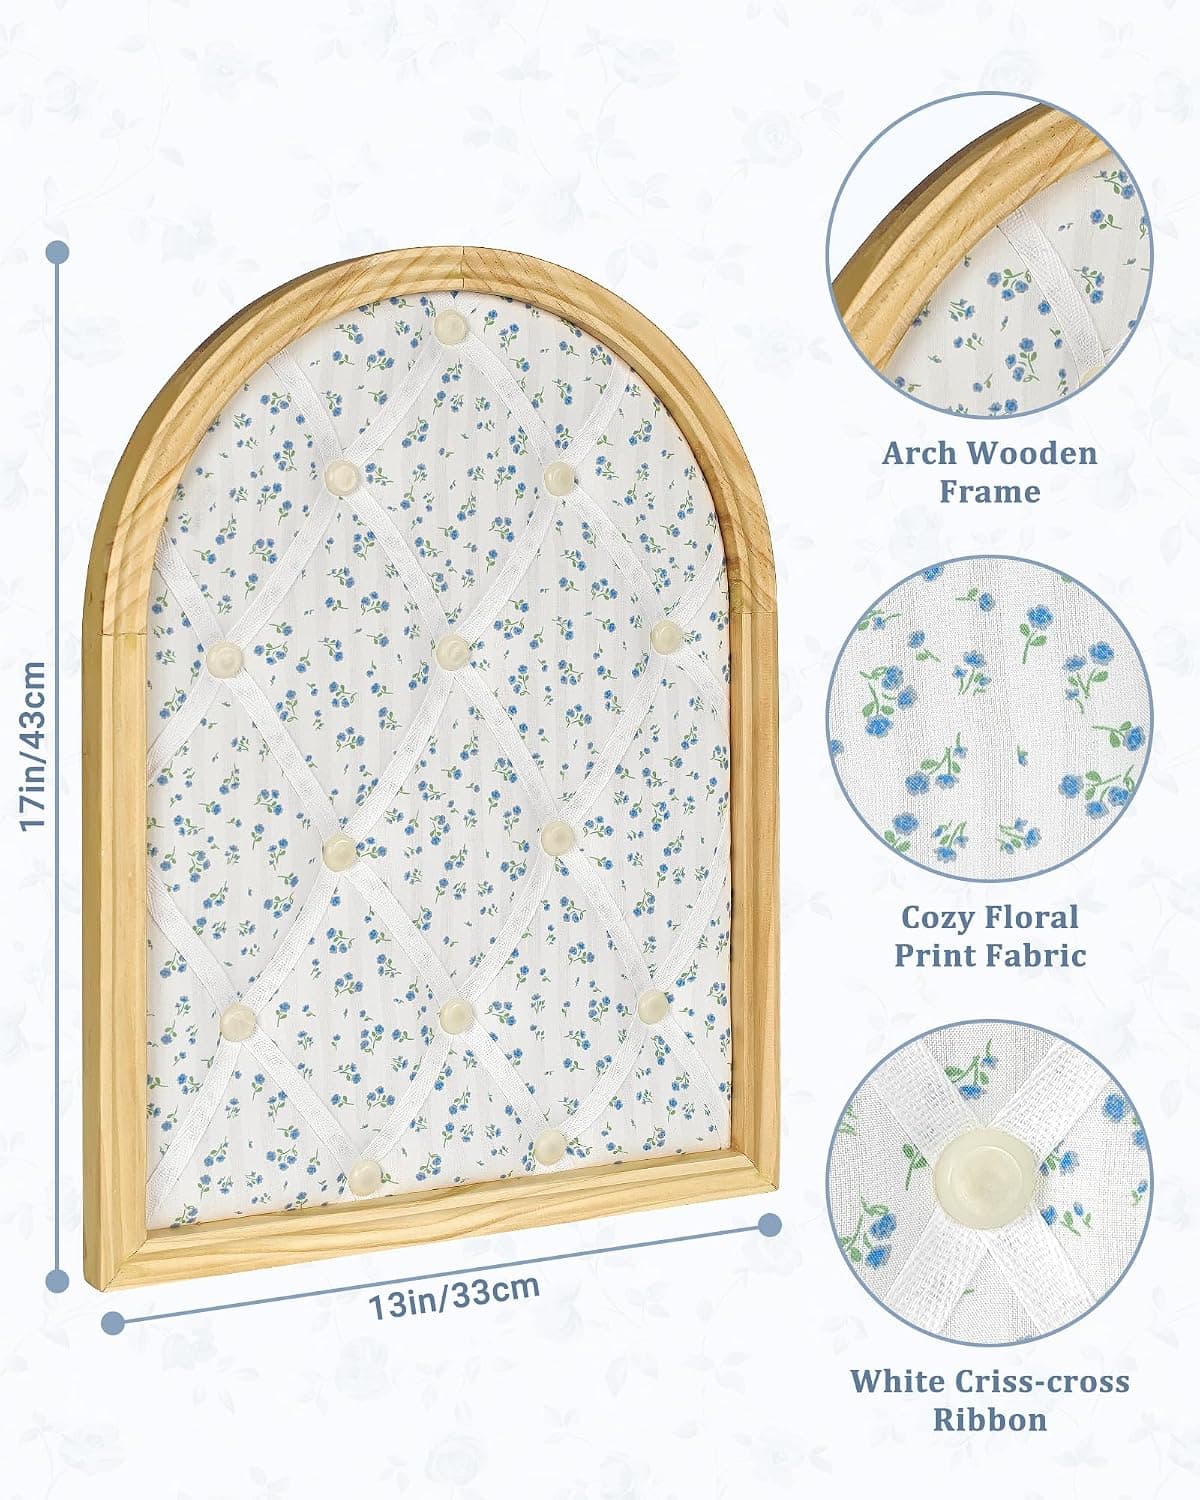 17in/43cm
13in/33cm
Arch Wooden
Frame
Cozy Floral
Print Fabric
White Criss-cross
Ribbon